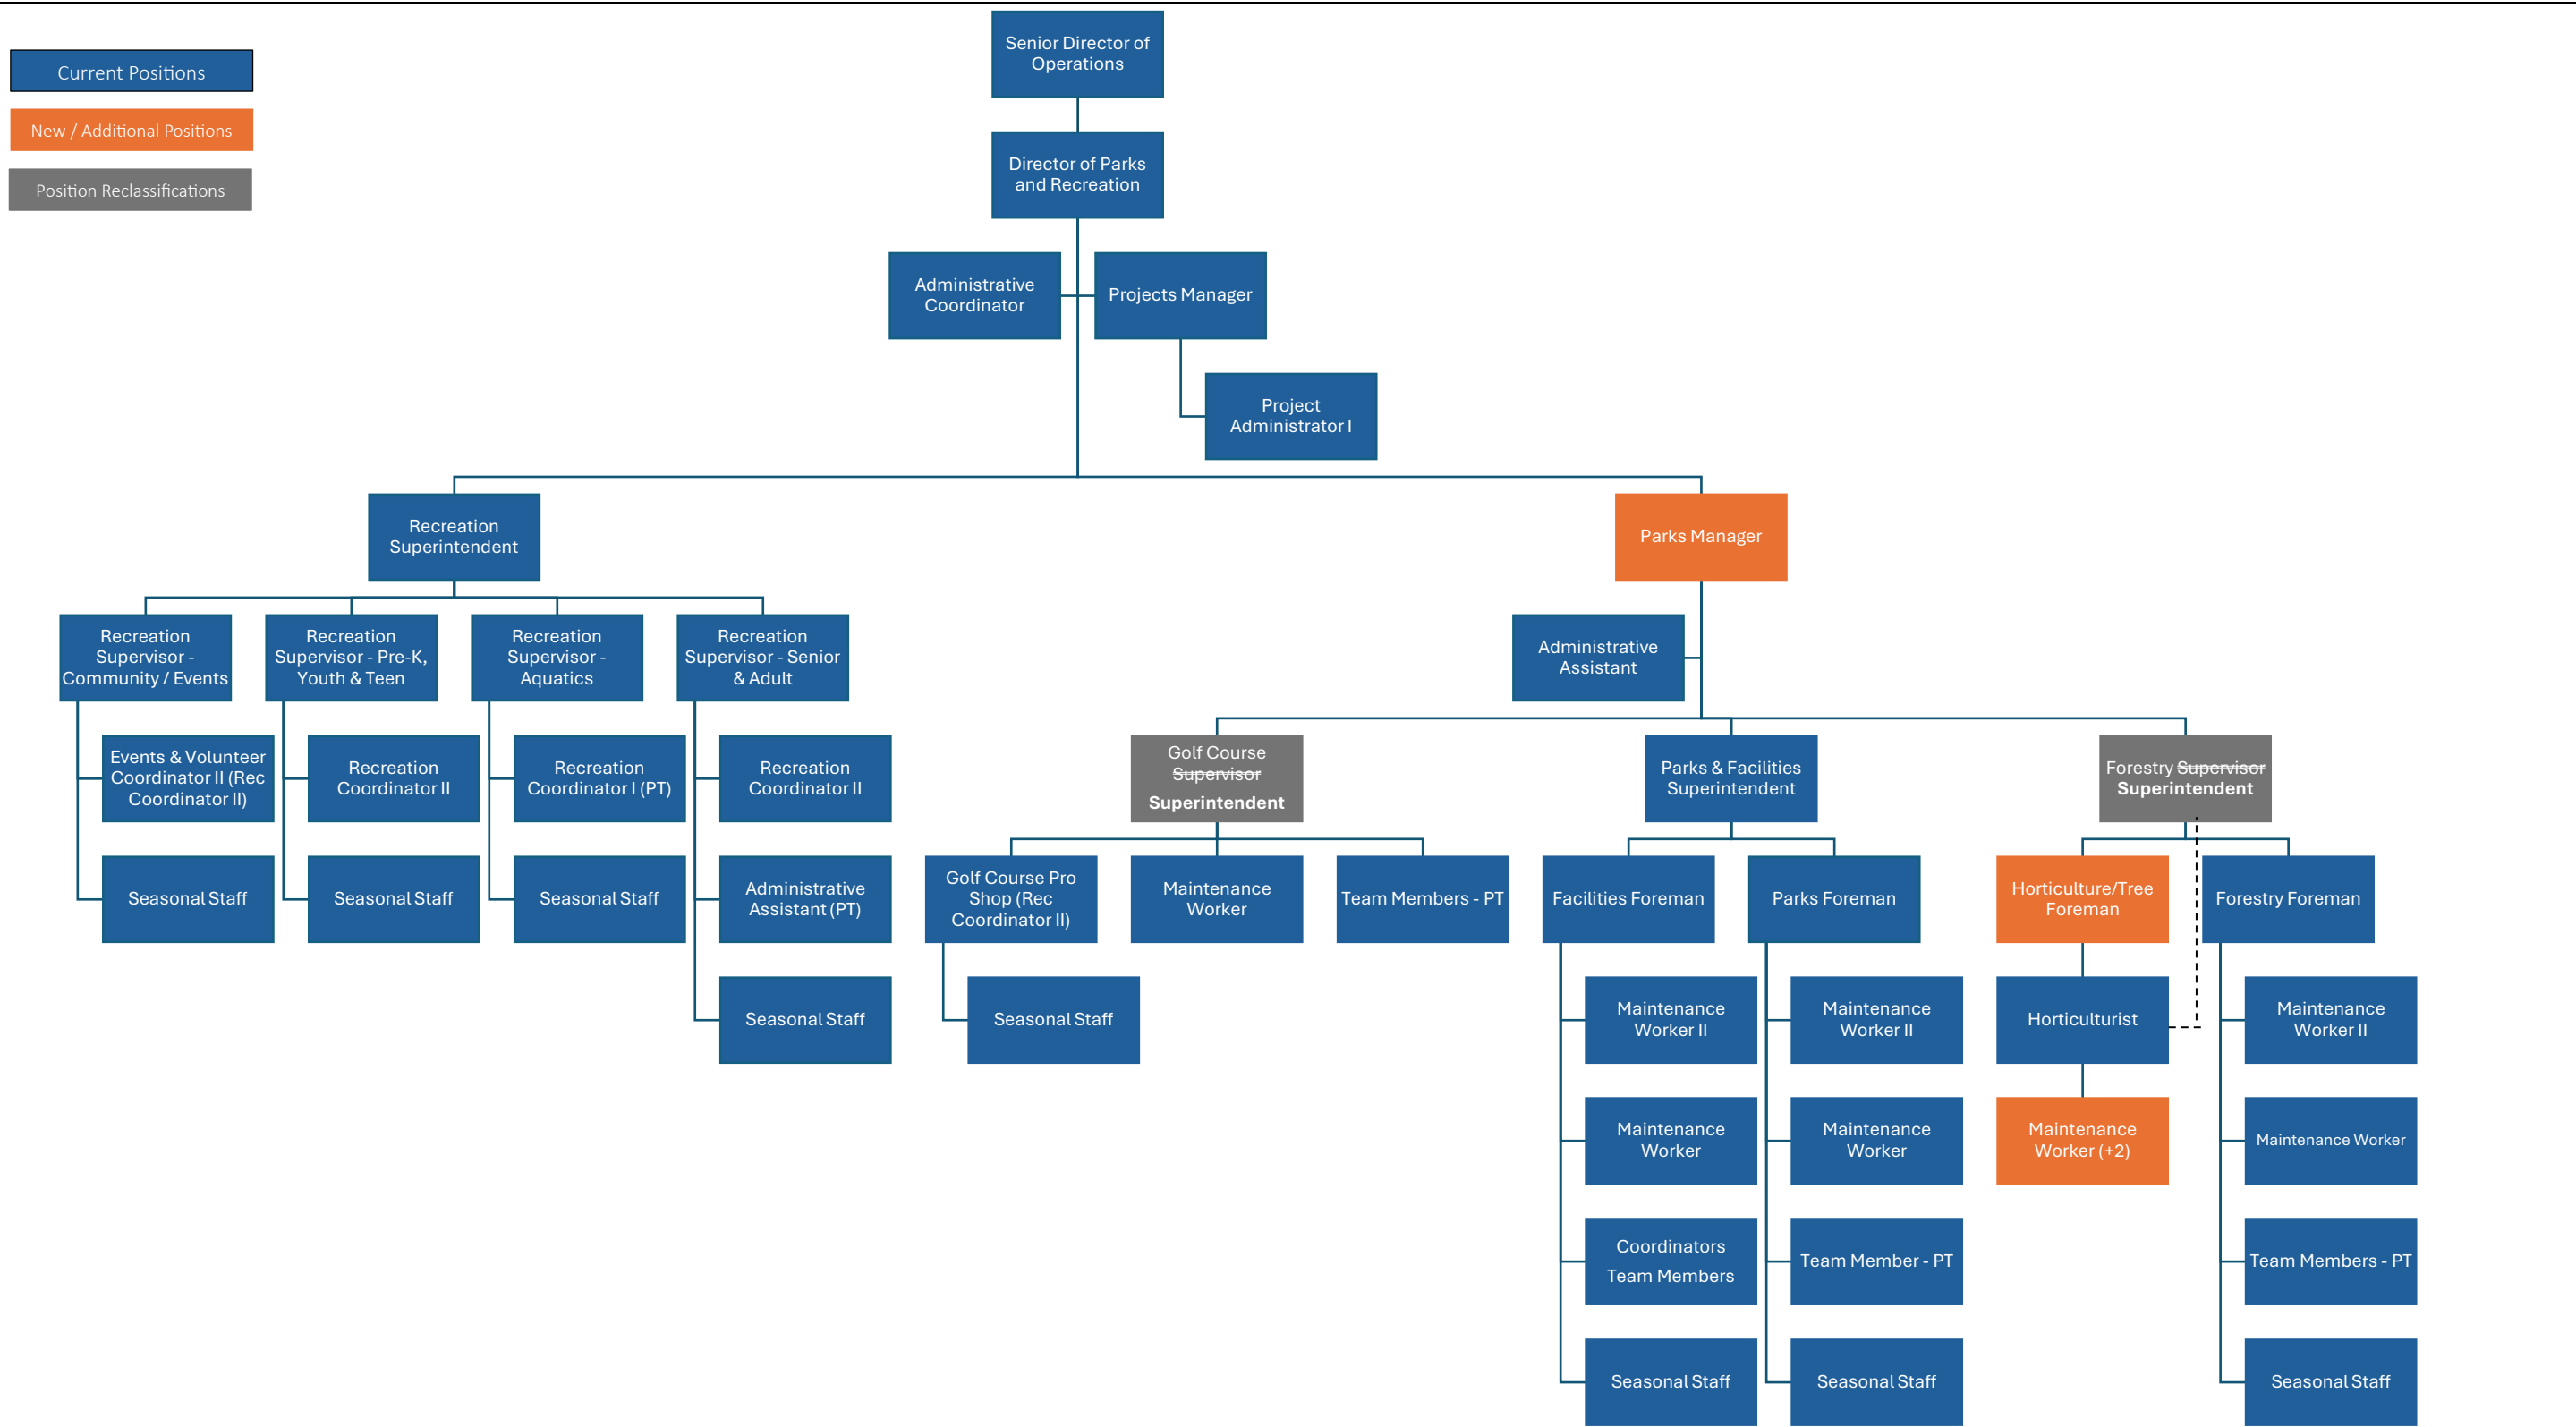 Senior Director of
Operations
Current Positions
New / Additional Positions
Position Reclassifications
Director of Parks
and Recreation
Administrative
Coordinator
Projects Manager
Project
Administrator I
Recreation
Superintendent
Parks Manager
Recreation
Supervisor -
Community / Events
Recreation
Supervisor - Pre-K,
Youth & Teen
Recreation
Supervisor -
Aquatics
Recreation
Supervisor - Senior
& Adult
Administrative
Assistant
Events & Volunteer
Coordinator II (Rec
Coordinator II)
Recreation
Coordinator II
Recreation
Coordinator I (PT)
Recreation
Coordinator II
Golf Course
Supervisor
Superintendent
Parks & Facilities
Superintendent
Forestry Supervisor
Superintendent
Seasonal Staff
Seasonal Staff
Seasonal Staff
Administrative
Assistant (PT)
Golf Course Pro
Shop (Rec
Coordinator II)
Maintenance
Worker
Team Members - PT
Facilities Foreman
Parks Foreman
Horticulture/Tree
Foreman
Forestry Foreman
Seasonal Staff
Seasonal Staff
Maintenance
Worker II
Maintenance
Worker II
Horticulturist
Maintenance
Worker II
Maintenance
Worker
Maintenance
Worker
Maintenance
Worker (+2)
Maintenance Worker
Coordinators
Team Members
Team Member - PT
Team Members - PT
Seasonal Staff
Seasonal Staff
Seasonal Staff